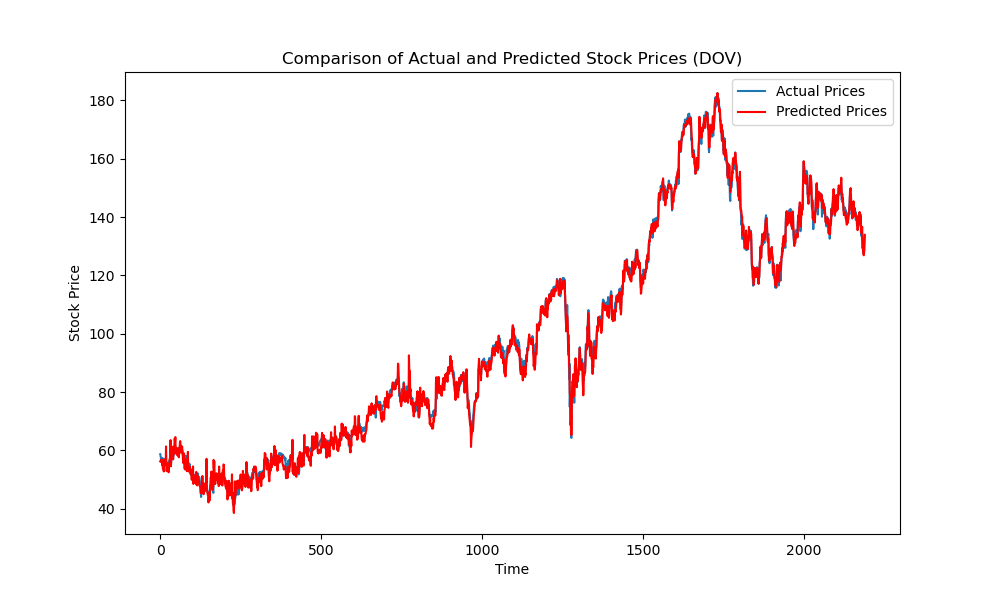 Comparison of Actual and Predicted Stock Prices (DOV)
Actual Prices
Predicted Prices
Stock Price
180
160
140
120
100
80
60
40
0 500 1000 1500 2000
Time